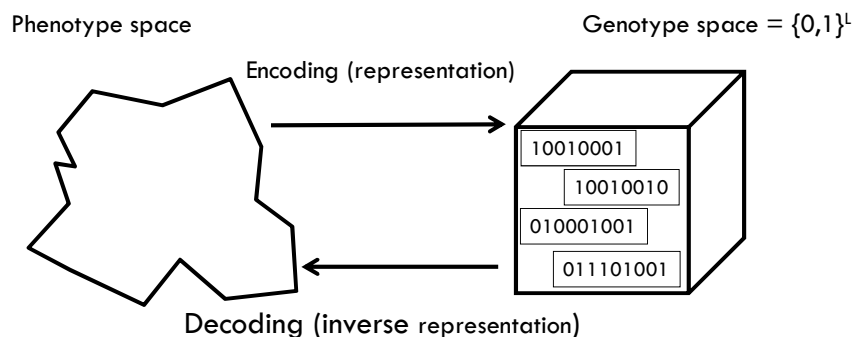 Phenotype space
Genotype space = {0,1}ᴸ
Encoding (representation)
10010001
10010010
010001001
011101001
Decoding (inverse representation)